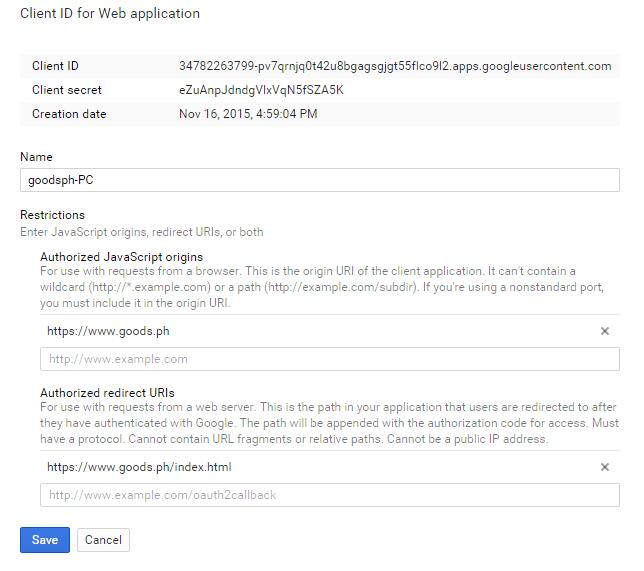 Client ID for Web application
Client ID 34782263799-pv7qrnjq0t42u8bgagsgjgt55flco9l2.apps.googleusercontent.com
Client secret eZuAnpJdndgVIxVqN5fSZA5K
Creation date Nov 16, 2015, 4:59:04 PM
Name
goodsph-PC
Restrictions
Enter JavaScript origins, redirect URIs, or both
Authorized JavaScript origins
For use with requests from a browser. This is the origin URI of the client application. It can't contain a
wildcard (http://*.example.com) or a path (http://example.com/subdir). If you're using a nonstandard port,
you must include it in the origin URI.
https://www.goods.ph ×
http://www.example.com
Authorized redirect URIs
For use with requests from a web server. This is the path in your application that users are redirected to after
they have authenticated with Google. The path will be appended with the authorization code for access. Must
have a protocol. Cannot contain URL fragments or relative paths. Cannot be a public IP address.
https://www.goods.ph/index.html ×
http://www.example.com/oauth2callback
Save Cancel